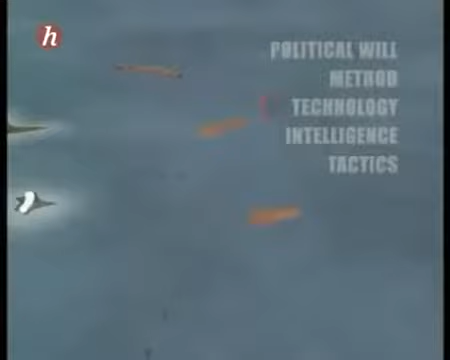 h
POLITICAL WILL
METHOD
TECHNOLOGY
INTELLIGENCE
TACTICS